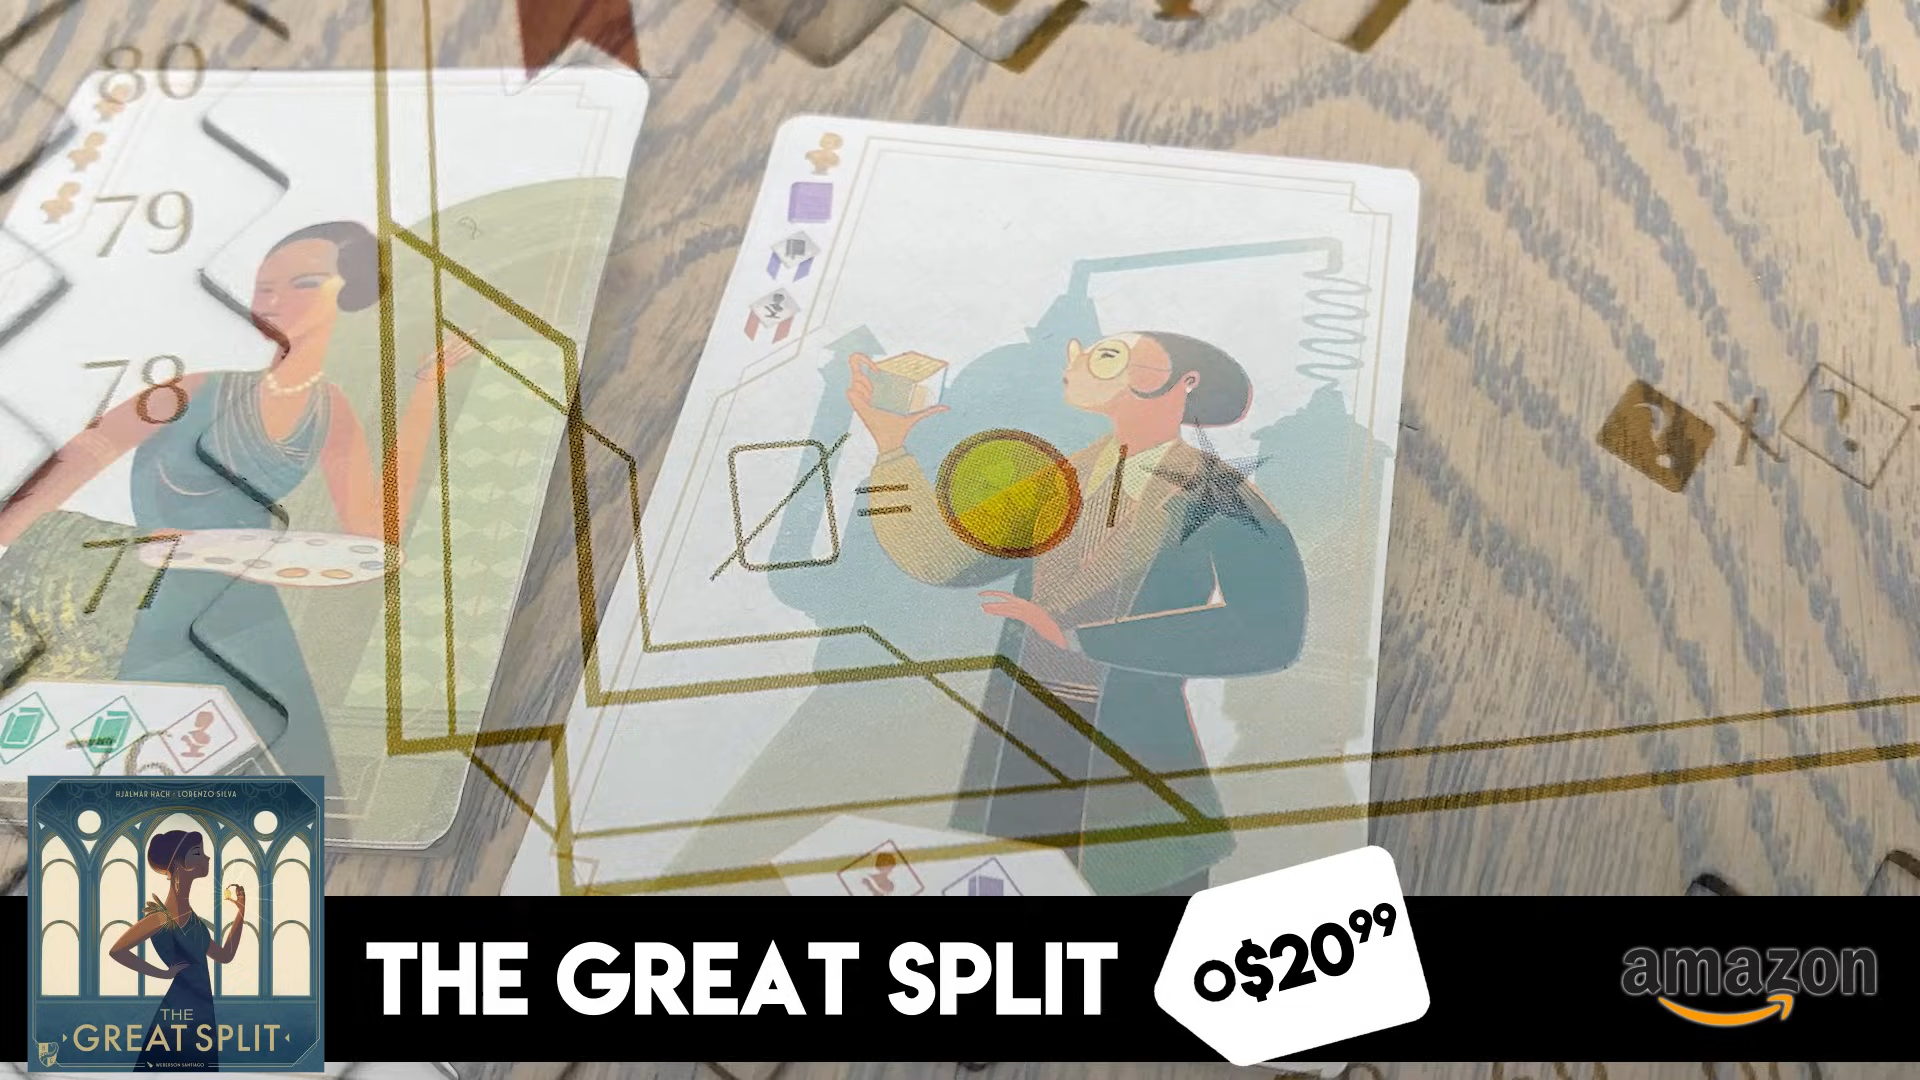 80
79
78
77
76
? X ?
=
HJALMAR HACH · LORENZO SILVA
THE
GREAT SPLIT
WEBERSON SANTIAGO
THE GREAT SPLIT
O$20.99
amazon